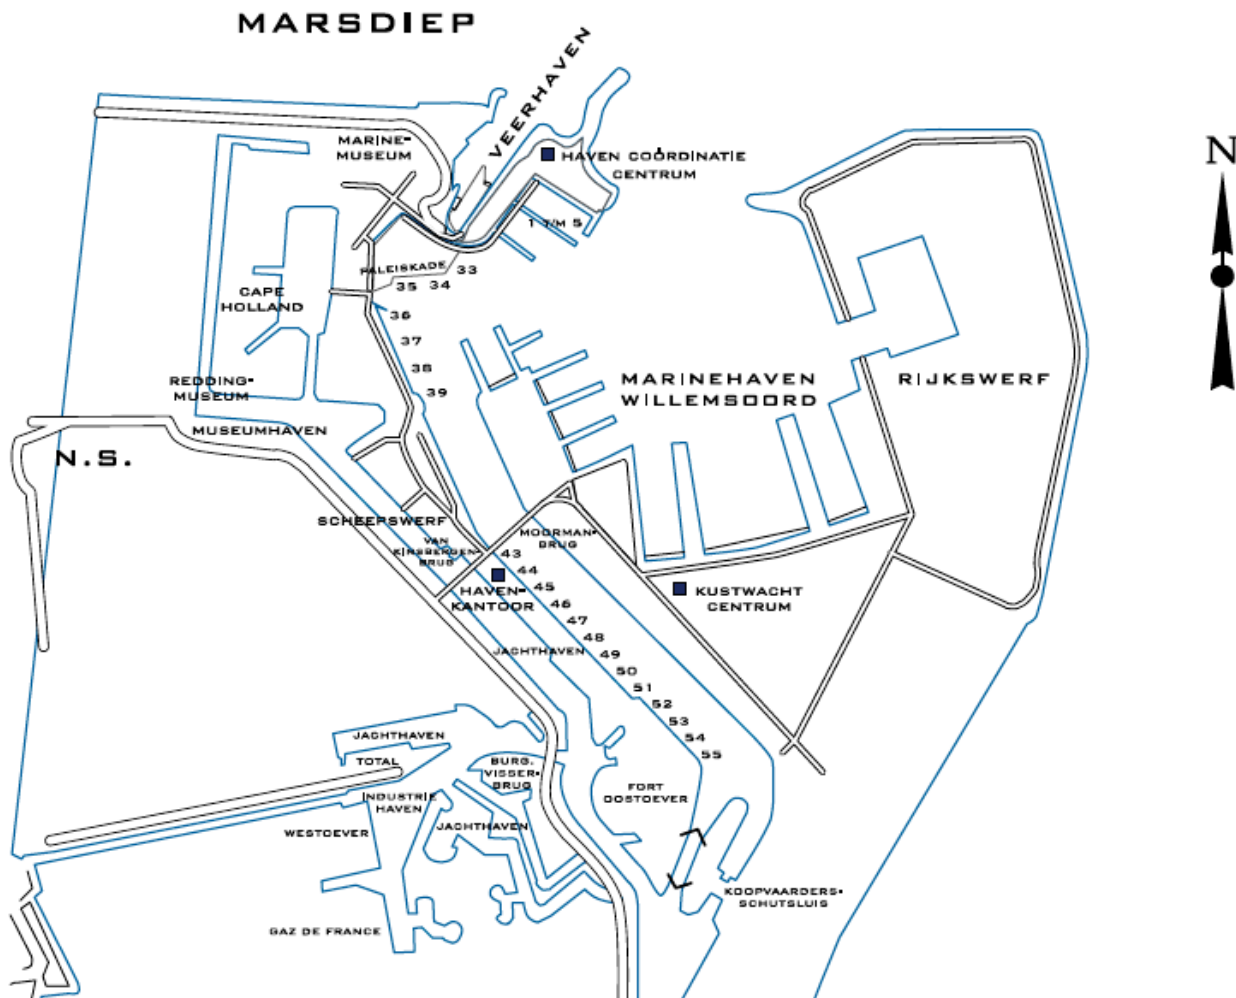 MARSDIEP
VEERHAVEN
MARINE-
MUSEUM
HAVEN COÖRDINATIE
CENTRUM
N
1 T/M 5
PALEISKADE
33
35
34
CAPE
HOLLAND
36
37
38
39
REDDING-
MUSEUM
MARINEHAVEN
WILLEMSOORD
RIJKSWERF
MUSEUMHAVEN
N.S.
SCHEEPSWERF
VAN
KINSBERGEN-
BRUG
MOORMAN-
BRUG
43
44
45
HAVEN-
KANTOOR
KUSTWACHT
CENTRUM
46
47
48
JACHTHAVEN
49
50
51
52
53
54
55
JACHTHAVEN
TOTAL
BURG.
VISSER-
BRUG
FORT
OOSTOEVER
INDUSTRIE
HAVEN
WESTOEVER
JACHTHAVEN
KOOPVAARDERS-
SCHUTSLUIS
GAZ DE FRANCE